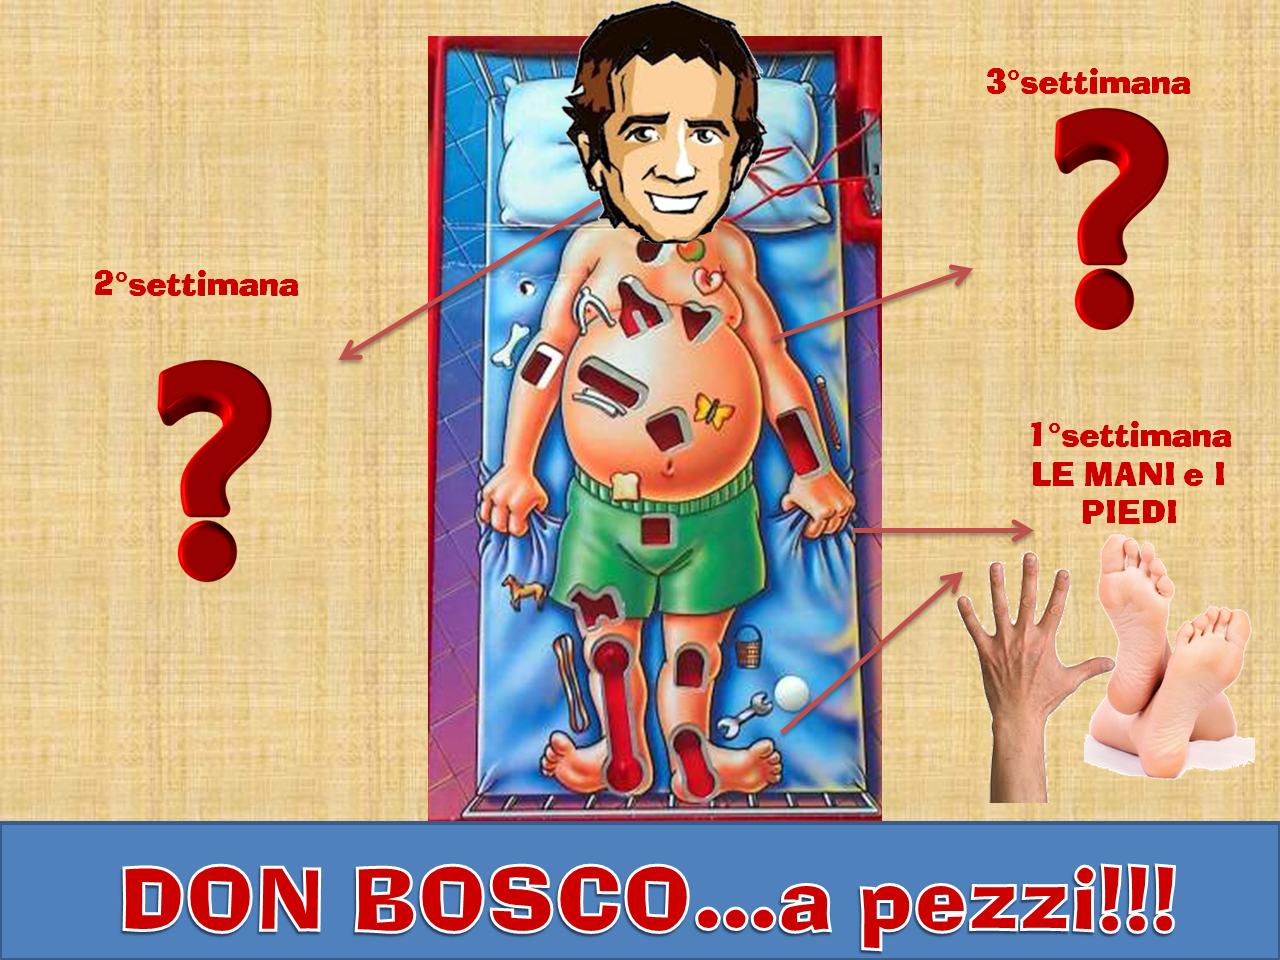 3°settimana
2°settimana
1°settimana
LE MANI e I
PIEDI
DON BOSCO...a pezzi!!!